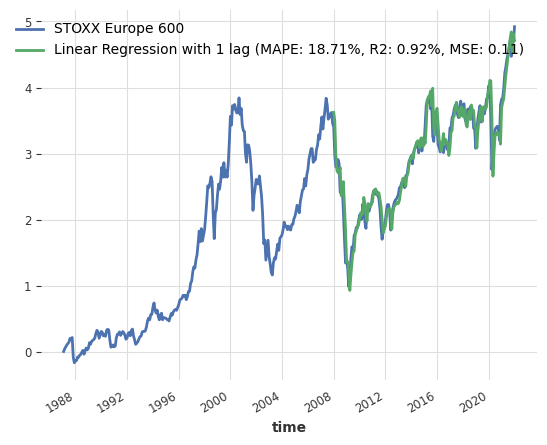 STOXX Europe 600
Linear Regression with 1 lag (MAPE: 18.71%, R2: 0.92%, MSE: 0.11)
5
4
3
2
1
0
1988 1992 1996 2000 2004 2008 2012 2016 2020
time